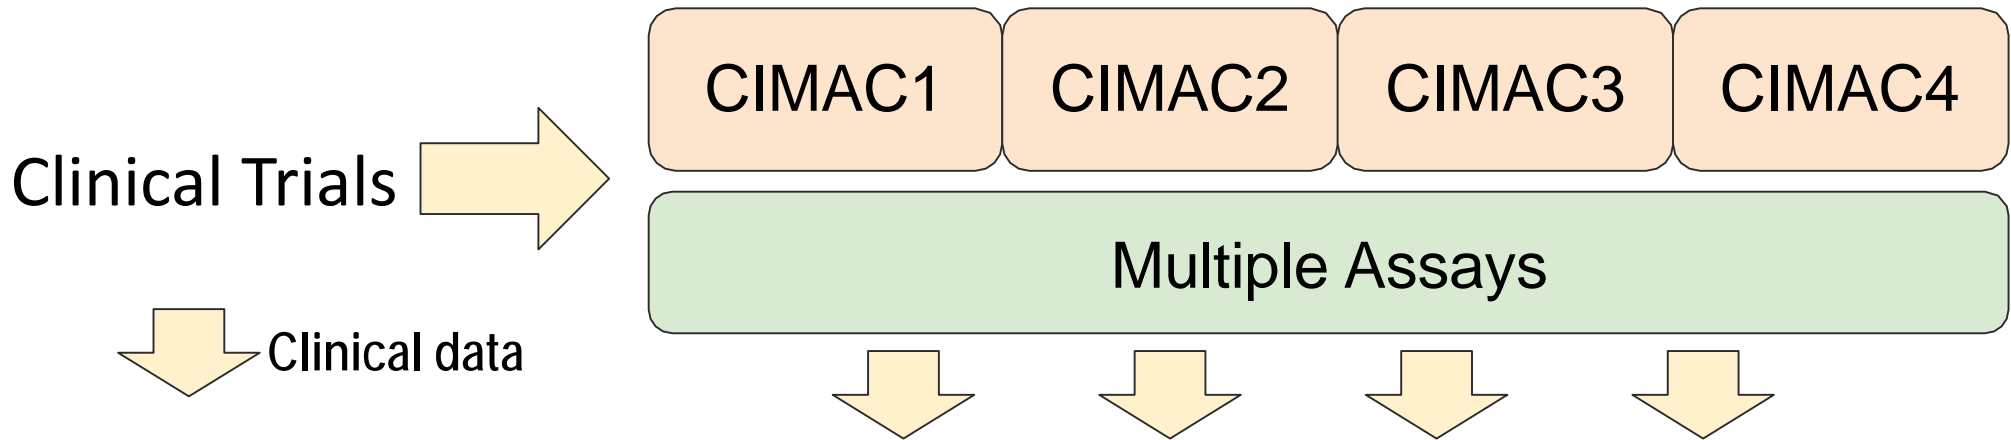 CIMAC1 CIMAC2 CIMAC3 CIMAC4
Clinical Trials
Multiple Assays
Clinical data